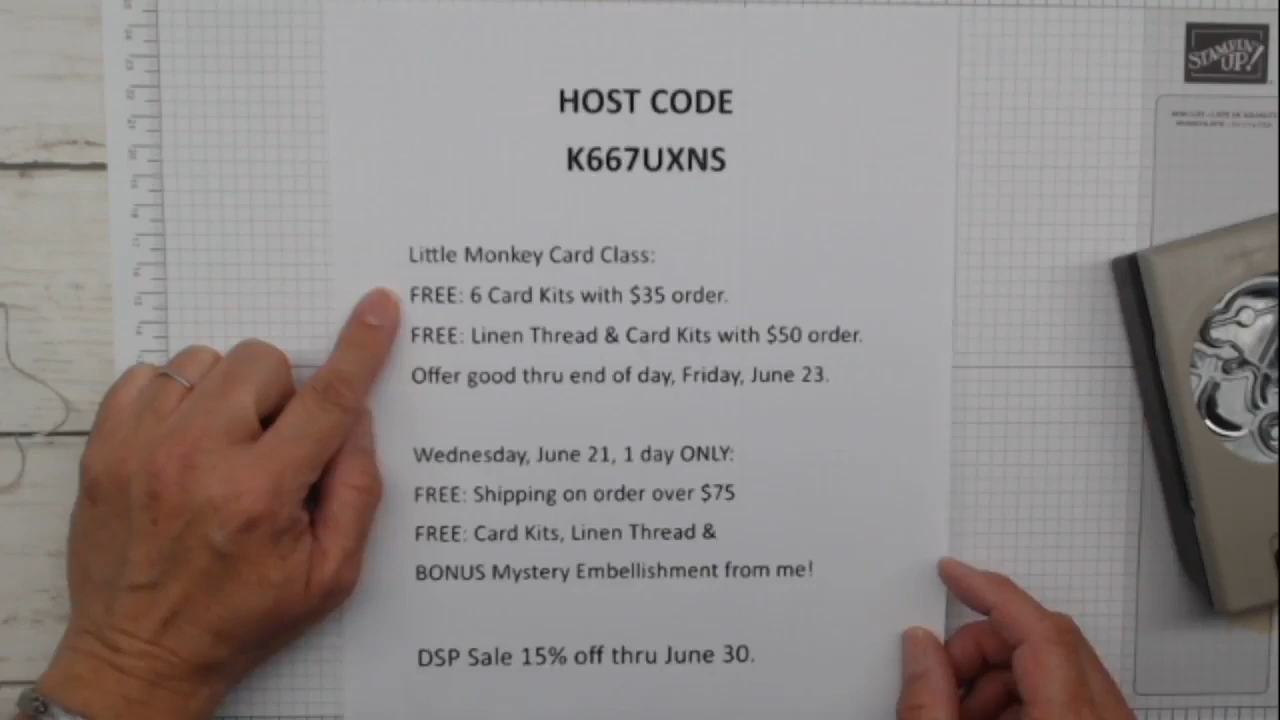 HOST CODE
K667UXNS
Little Monkey Card Class:
FREE: 6 Card Kits with $35 order.
FREE: Linen Thread & Card Kits with $50 order.
Offer good thru end of day, Friday, June 23.
Wednesday, June 21, 1 day ONLY:
FREE: Shipping on order over $75
FREE: Card Kits, Linen Thread &
BONUS Mystery Embellishment from me!
DSP Sale 15% off thru June 30.
STAMPIN' UP!